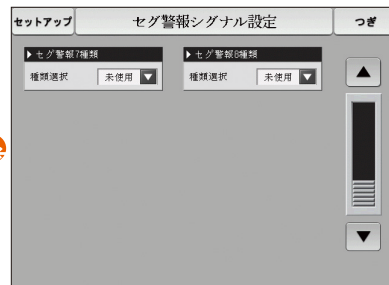 セットアップ
セグ警報シグナル設定
つぎ
▶セグ警報7種類
種類選択
未使用
▶セグ警報8種類
種類選択
未使用